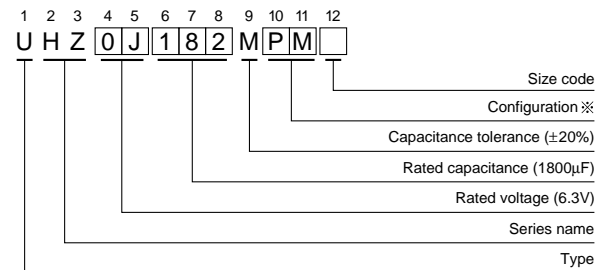 1 2 3 4 5 6 7 8 9 10 11 12
U H Z 0 J 1 8 2 M P M
Size code
Configuration ※
Capacitance tolerance (±20%)
Rated capacitance (1800µF)
Rated voltage (6.3V)
Series name
Type